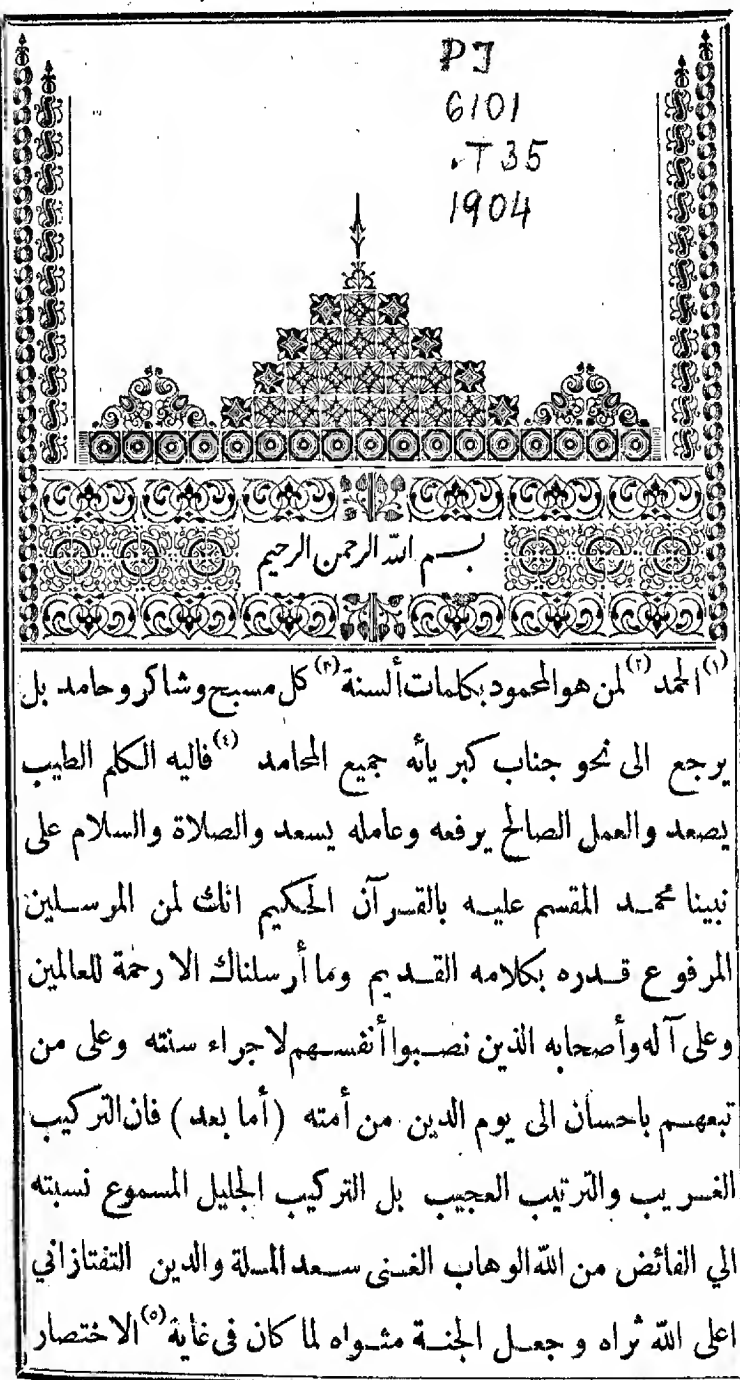 PJ
6101
.T35
1904
بسم الله الرحمن الرحيم
(١) الحمد (٢) لمن هو المحمود بكلمات ألسنة (٣) كل مسبح وشاكر وحامد بل
يرجع الى نحو جناب كبريائه جميع المحامد (٤) فاليه الكلم الطيب
يصعد والعمل الصالح يرفعه وعامله يسعد والصلاة والسلام على
نبينا محمد المقسم عليه بالقرآن الحكيم انك لمن المرسلين
المرفوع قدره بكلامه القديم وما أرسلناك الا رحمة للعالمين
وعلى آله وأصحابه الذين نصبوا أنفسهم لاجراء سنته وعلى من
تبعهم باحسان الى يوم الدين من أمته (أما بعد) فان التركيب
الغريب والترتيب العجيب بل التركيب الجليل المسموع نسبته
الي الفائض من الله الوهاب الغنى سعد الملة والدين التفتازاني
اعلى الله ثراه وجعل الجنة مثواه لما كان فى غاية (٥) الاختصار